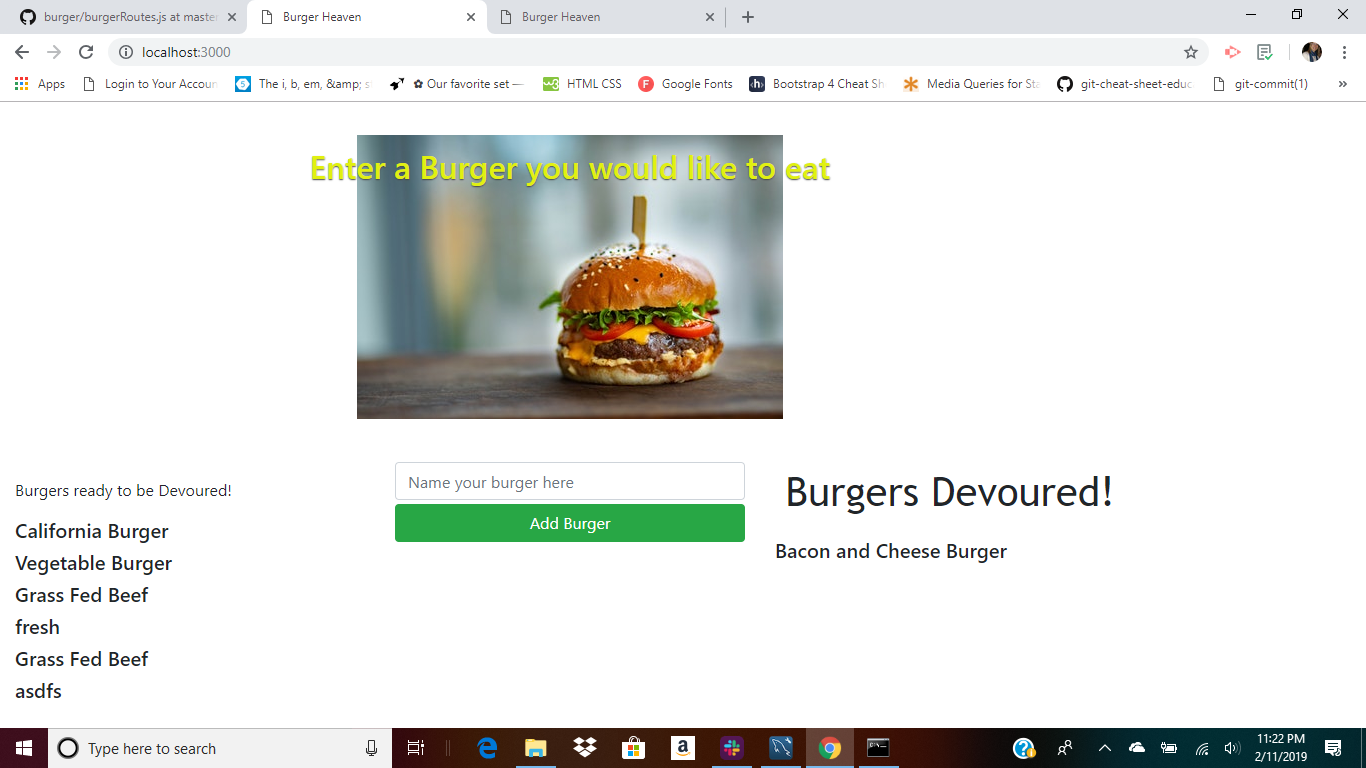 burger/burgerRoutes.js at master
Burger Heaven
Burger Heaven
localhost:3000
Apps
Login to Your Accoun
The i, b, em, &amp; s
✿ Our favorite set —
HTML CSS
Google Fonts
Bootstrap 4 Cheat Sh
Media Queries for Sta
git-cheat-sheet-educ
git-commit(1)
»
Enter a Burger you would like to eat
Name your burger here
Add Burger
Burgers ready to be Devoured!
California Burger
Vegetable Burger
Grass Fed Beef
fresh
Grass Fed Beef
asdfs
Burgers Devoured!
Bacon and Cheese Burger
Type here to search
11:22 PM
2/11/2019